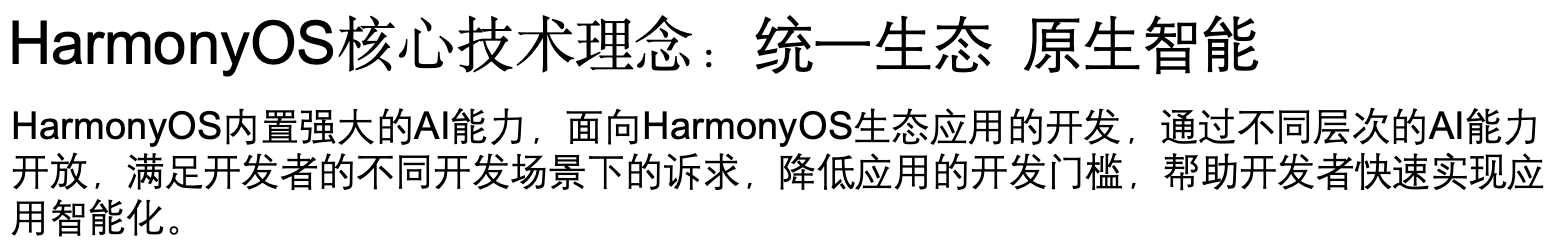 HarmonyOS核心技术理念：统一生态 原生智能
HarmonyOS内置强大的AI能力，面向HarmonyOS生态应用的开发，通过不同层次的AI能力
开放，满足开发者的不同开发场景下的诉求，降低应用的开发门槛，帮助开发者快速实现应
用智能化。